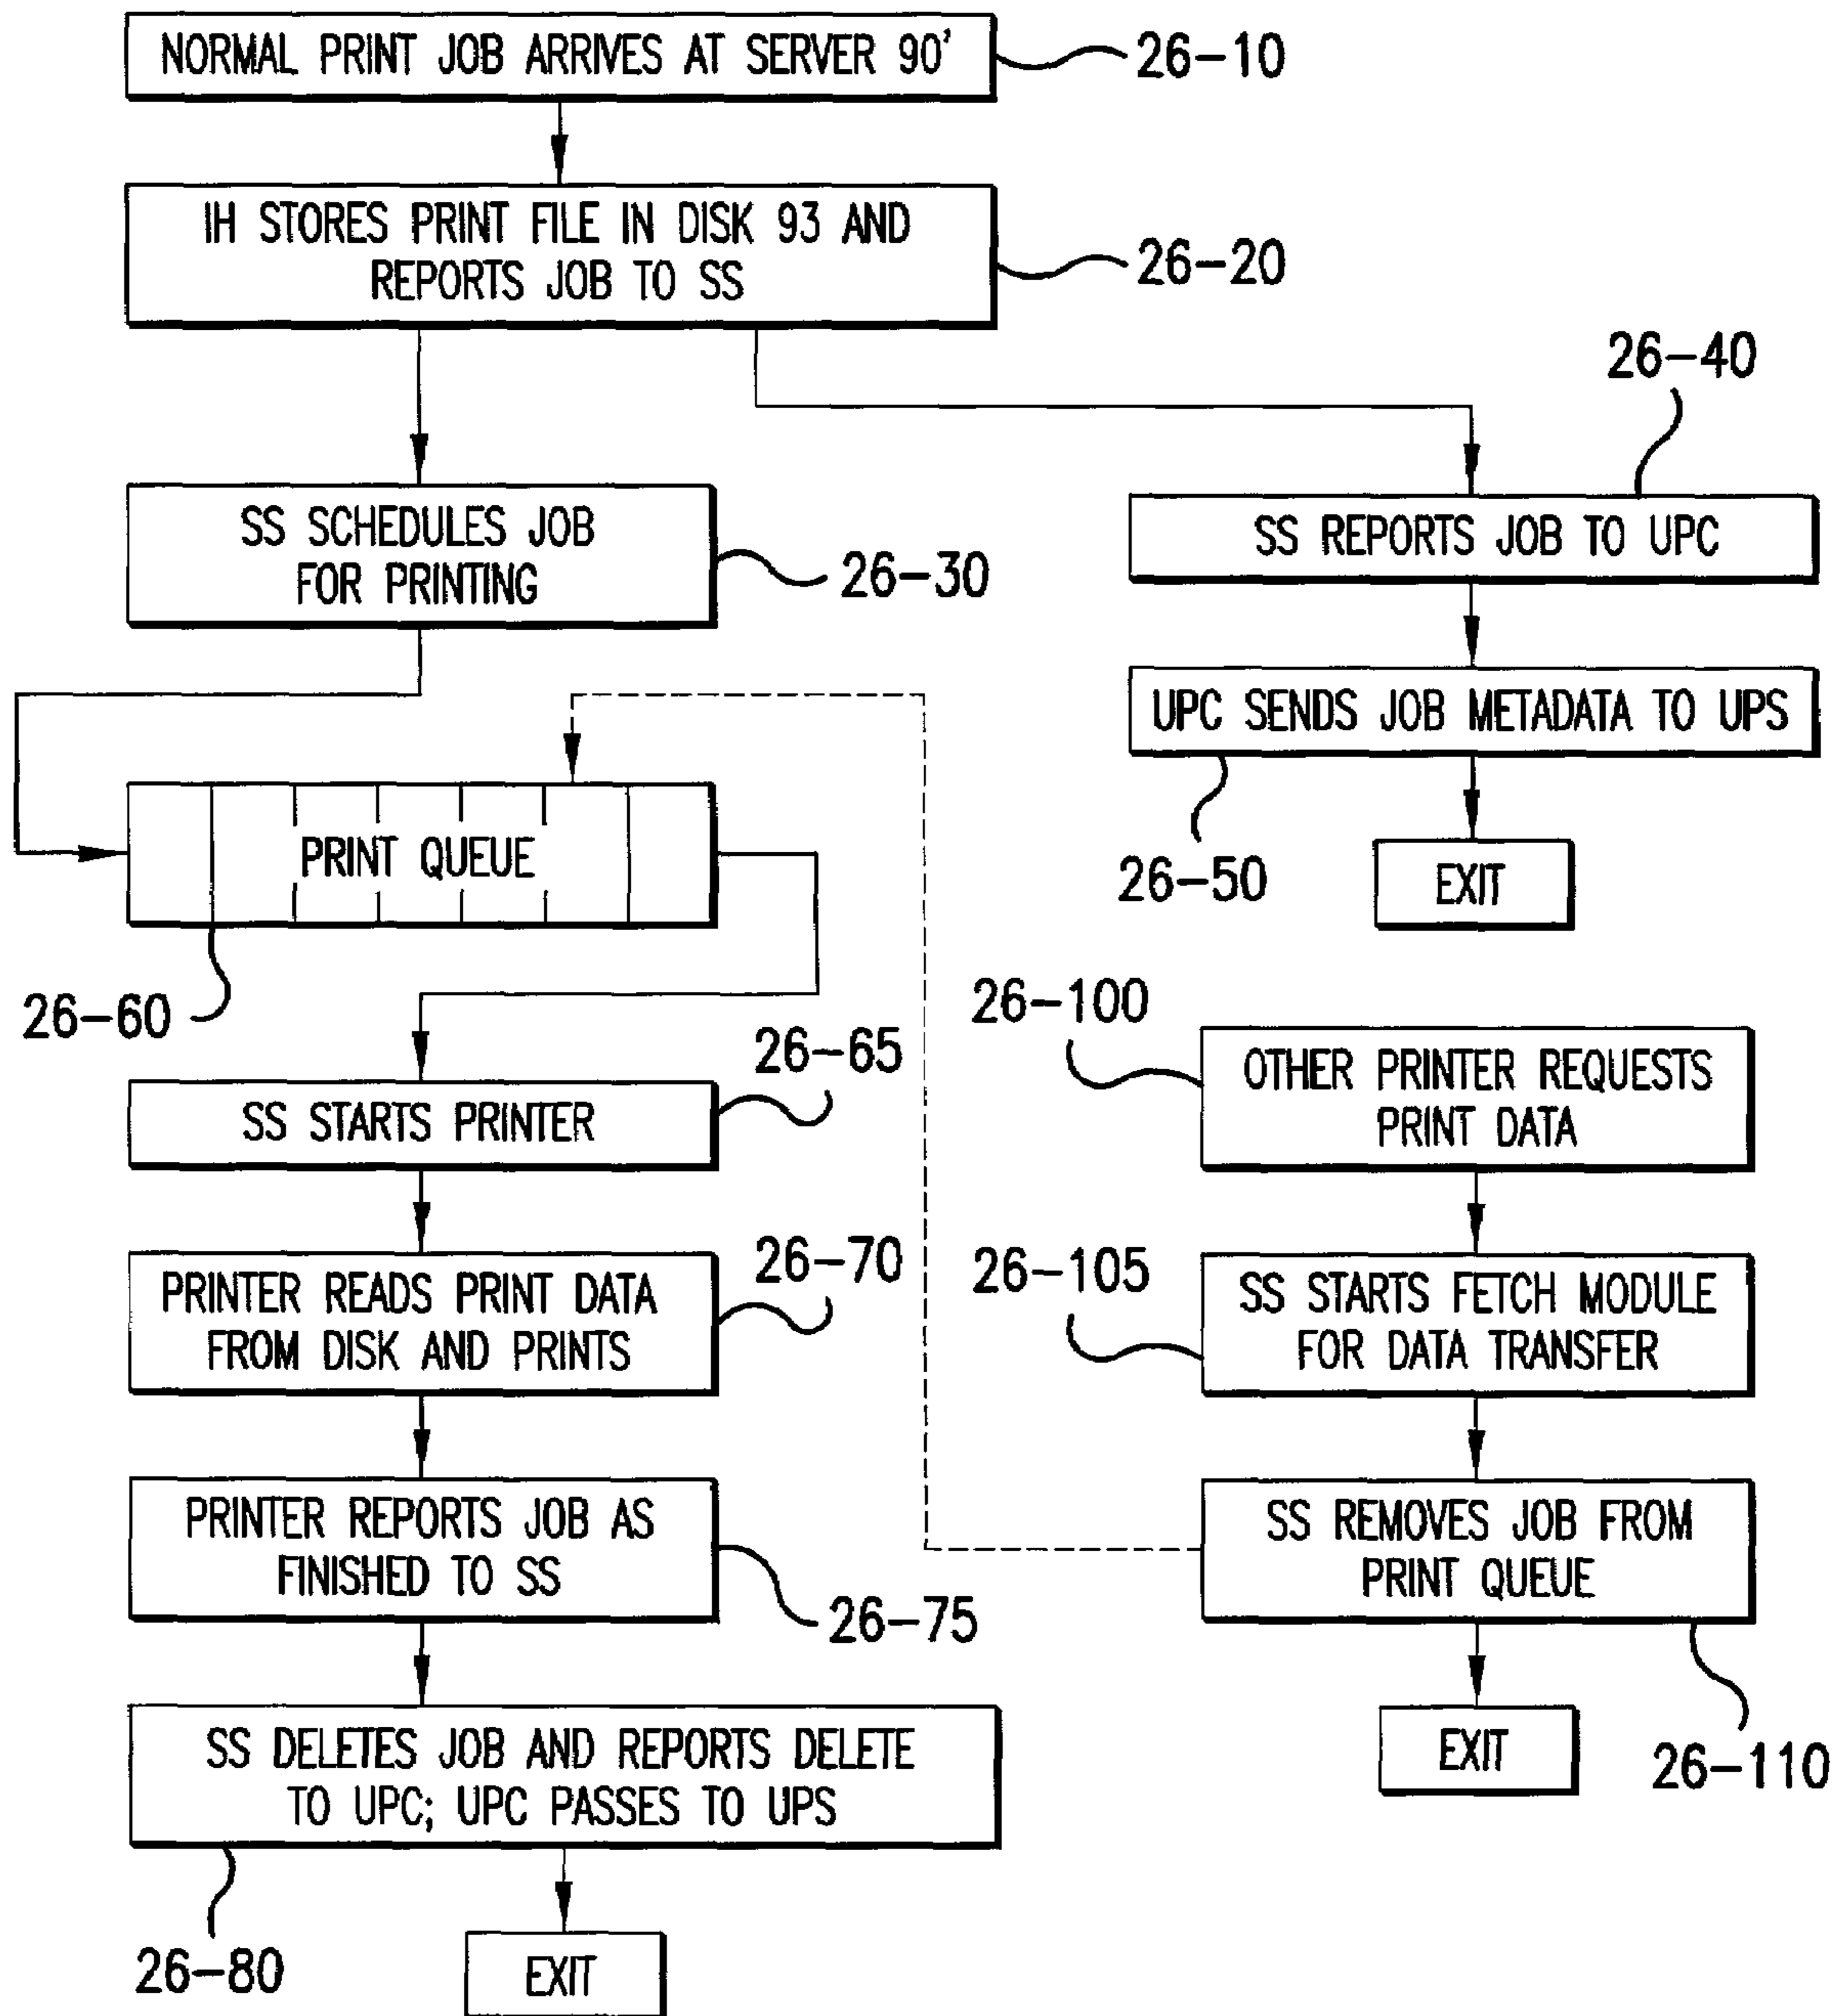 NORMAL PRINT JOB ARRIVES AT SERVER 90'
26-10
IH STORES PRINT FILE IN DISK 93 AND
REPORTS JOB TO SS
26-20
SS SCHEDULES JOB
FOR PRINTING
26-30
26-40
SS REPORTS JOB TO UPC
UPC SENDS JOB METADATA TO UPS
26-50
EXIT
PRINT QUEUE
26-60
SS STARTS PRINTER
26-65
PRINTER READS PRINT DATA
FROM DISK AND PRINTS
26-70
PRINTER REPORTS JOB AS
FINISHED TO SS
26-75
SS DELETES JOB AND REPORTS DELETE
TO UPC; UPC PASSES TO UPS
26-80
EXIT
26-100
OTHER PRINTER REQUESTS
PRINT DATA
26-105
SS STARTS FETCH MODULE
FOR DATA TRANSFER
SS REMOVES JOB FROM
PRINT QUEUE
26-110
EXIT